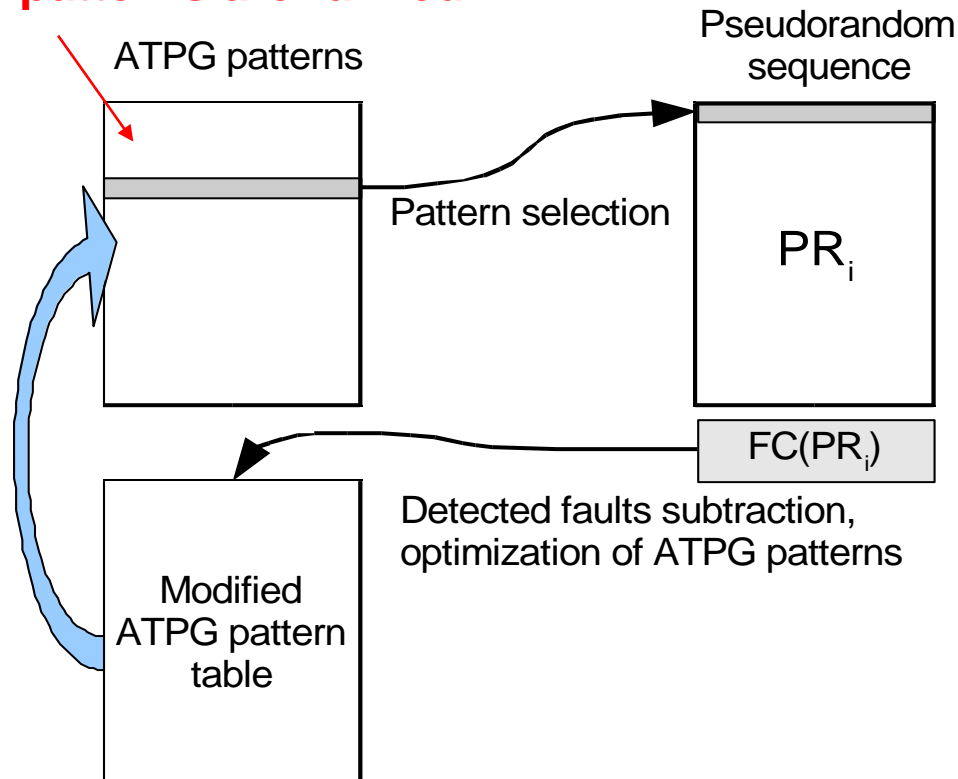 ATPG patterns
Pseudorandom
sequence
Pattern selection
PRi
FC(PRi)
Detected faults subtraction,
optimization of ATPG patterns
Modified
ATPG pattern
table